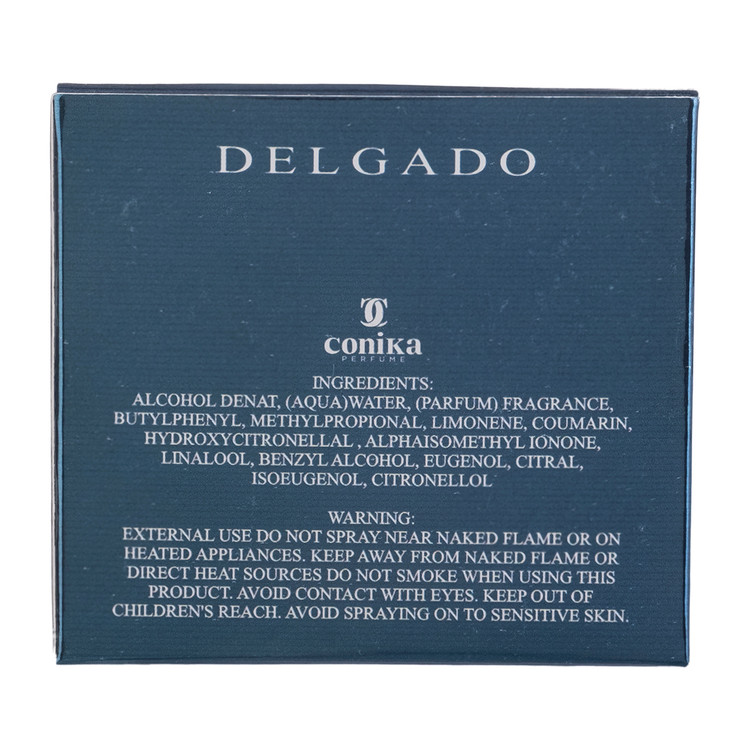 DELGADO
conika
PERFUME
INGREDIENTS:
ALCOHOL DENAT, (AQUA)WATER, (PARFUM) FRAGRANCE,
BUTYLPHENYL, METHYLPROPIONAL, LIMONENE, COUMARIN,
HYDROXYCITRONELLAL , ALPHAISOMETHYL IONONE,
LINALOOL, BENZYL ALCOHOL, EUGENOL, CITRAL,
ISOEUGENOL, CITRONELLOL
WARNING:
EXTERNAL USE DO NOT SPRAY NEAR NAKED FLAME OR ON
HEATED APPLIANCES. KEEP AWAY FROM NAKED FLAME OR
DIRECT HEAT SOURCES DO NOT SMOKE WHEN USING THIS
PRODUCT. AVOID CONTACT WITH EYES. KEEP OUT OF
CHILDREN'S REACH. AVOID SPRAYING ON TO SENSITIVE SKIN.